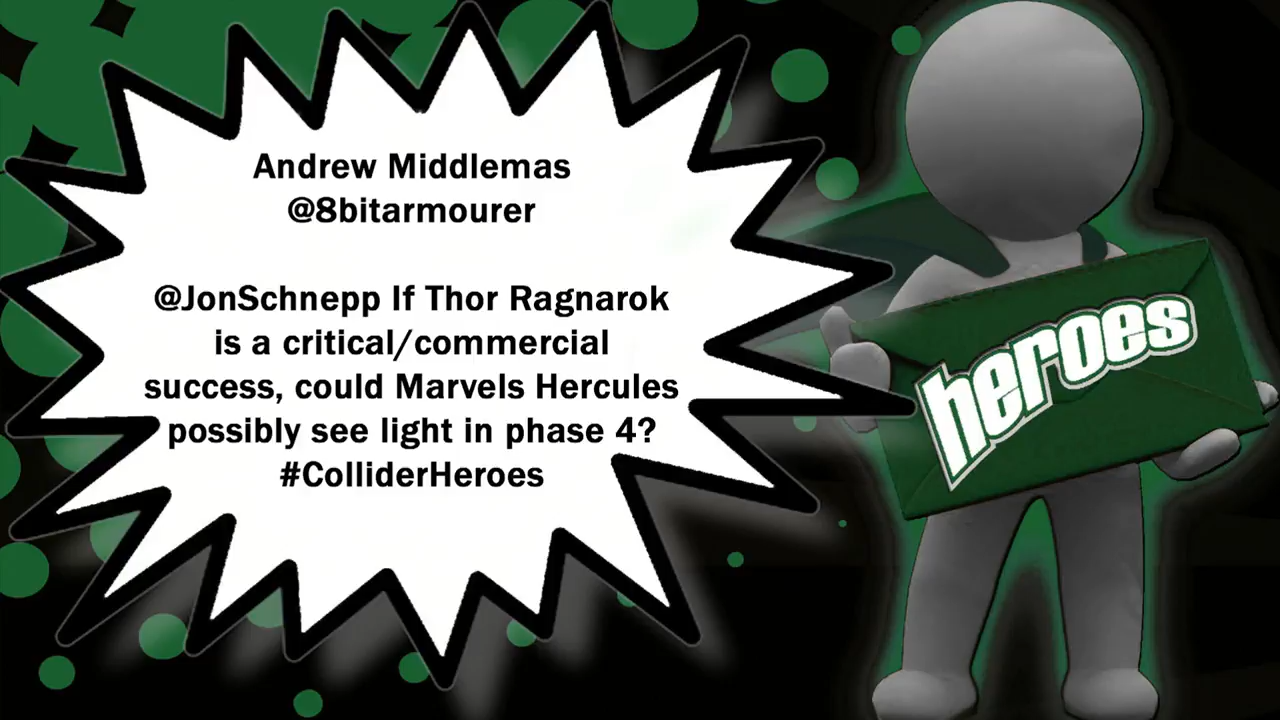 Andrew Middlemas
@8bitarmourer
@JonSchnepp If Thor Ragnarok
is a critical/commercial
success, could Marvels Hercules
possibly see light in phase 4?
#ColliderHeroes
heroes